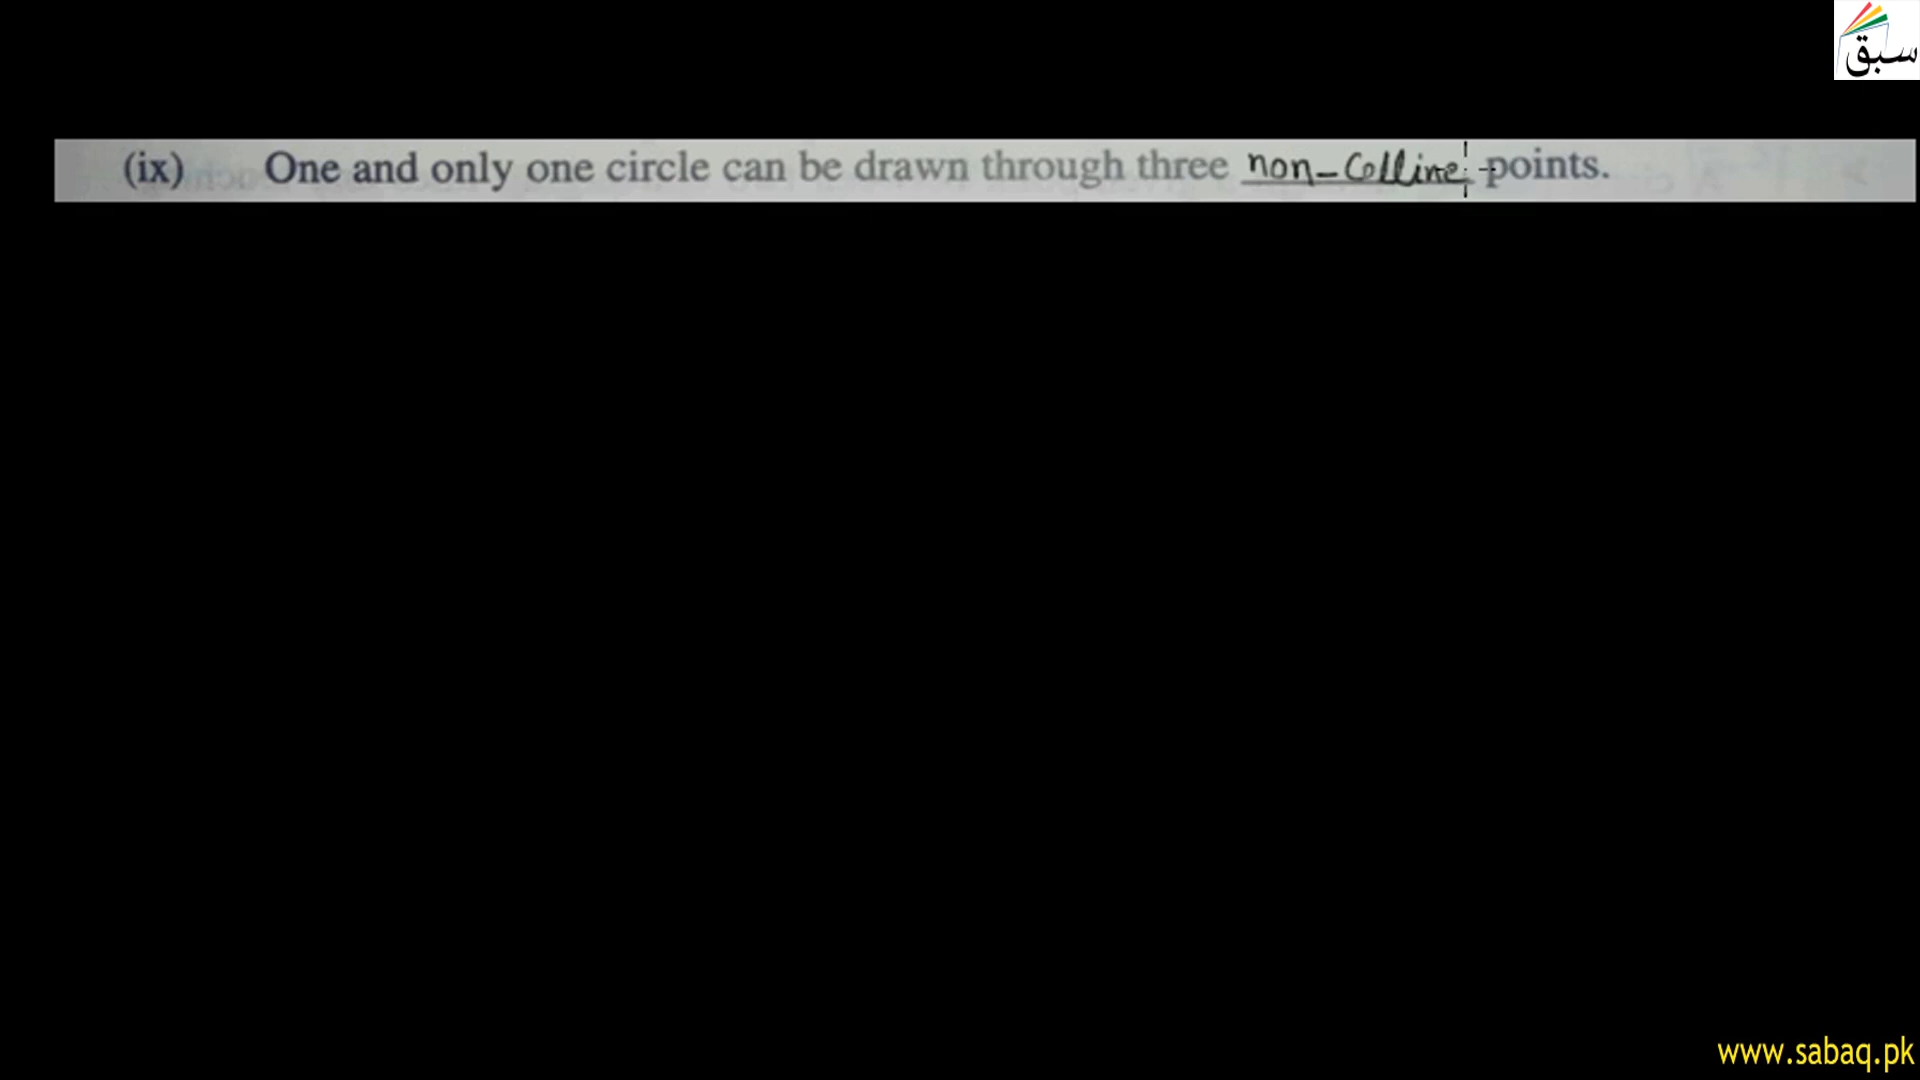 سبق
(ix) One and only one circle can be drawn through three non-Colline points.
www.sabaq.pk